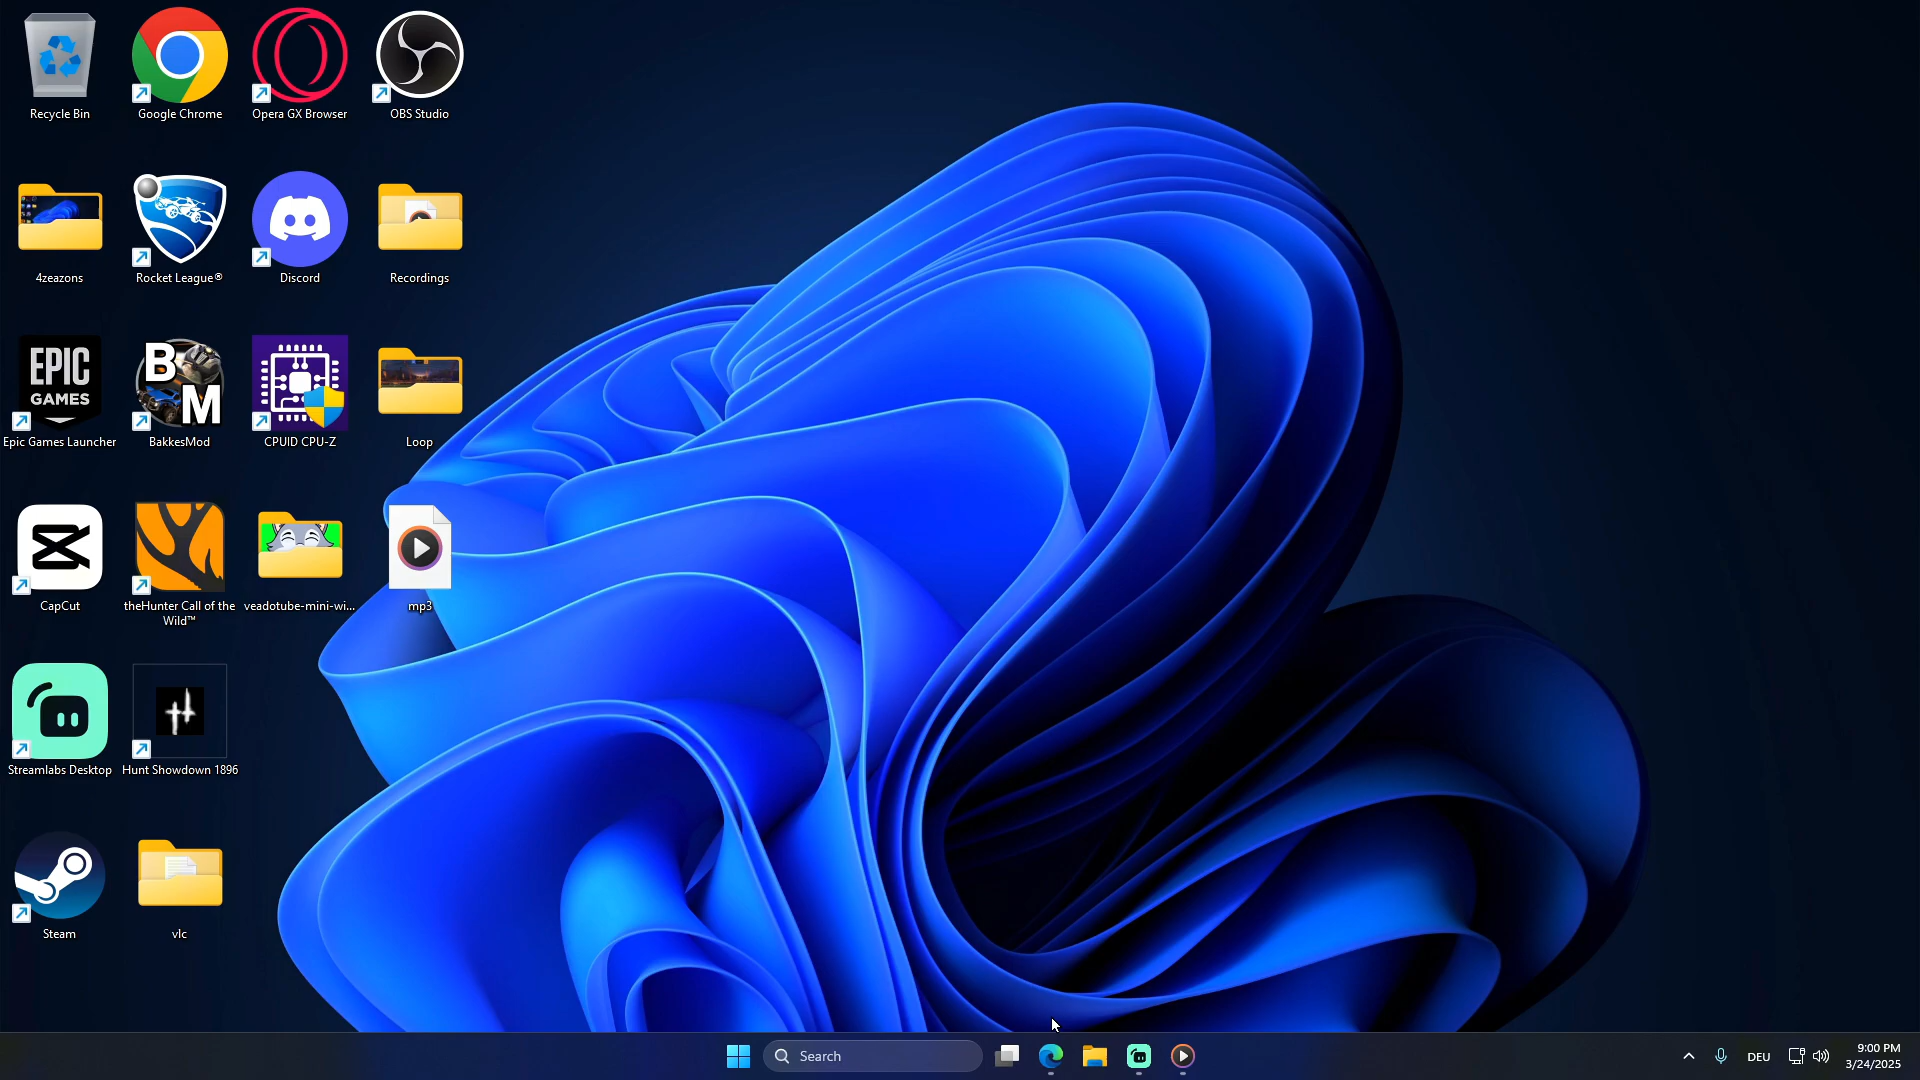 Recycle Bin
Google Chrome
Opera GX Browser
OBS Studio
4zeazons
Rocket League®
Discord
Recordings
EPIC
GAMES
B
M
Epic Games Launcher
BakkesMod
CPUID CPU-Z
Loop
CapCut
theHunter Call of the
Wild™
veadotube-mini-wi...
mp3
Streamlabs Desktop
Hunt Showdown 1896
Steam
vlc
Search
DEU
9:00 PM
3/24/2025